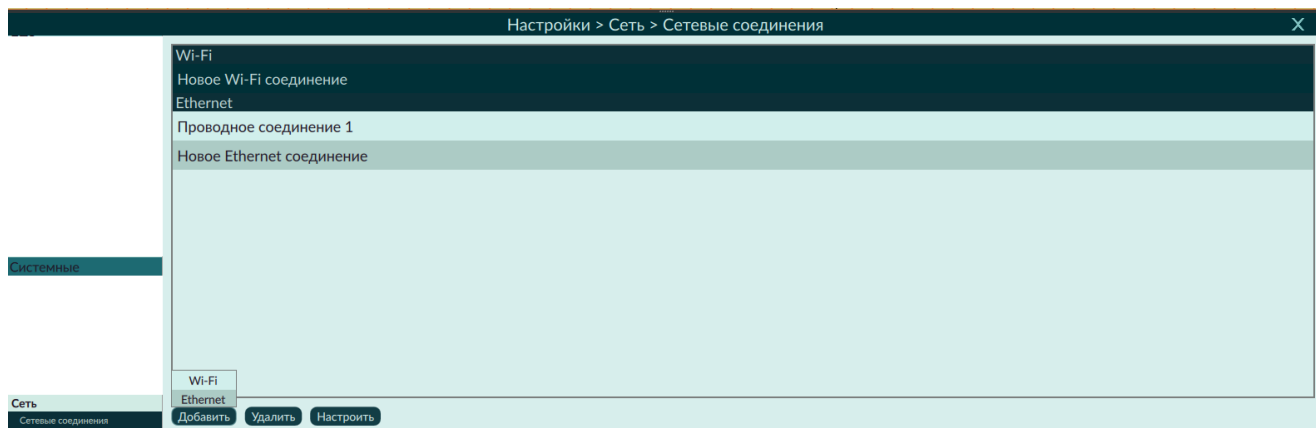 Настройки > Сеть > Сетевые соединения X
Wi-Fi
Новое Wi-Fi соединение
Ethernet
Проводное соединение 1
Новое Ethernet соединение
Системные
Wi-Fi
Ethernet
Сеть
Сетевые соединения
Добавить Удалить Настроить